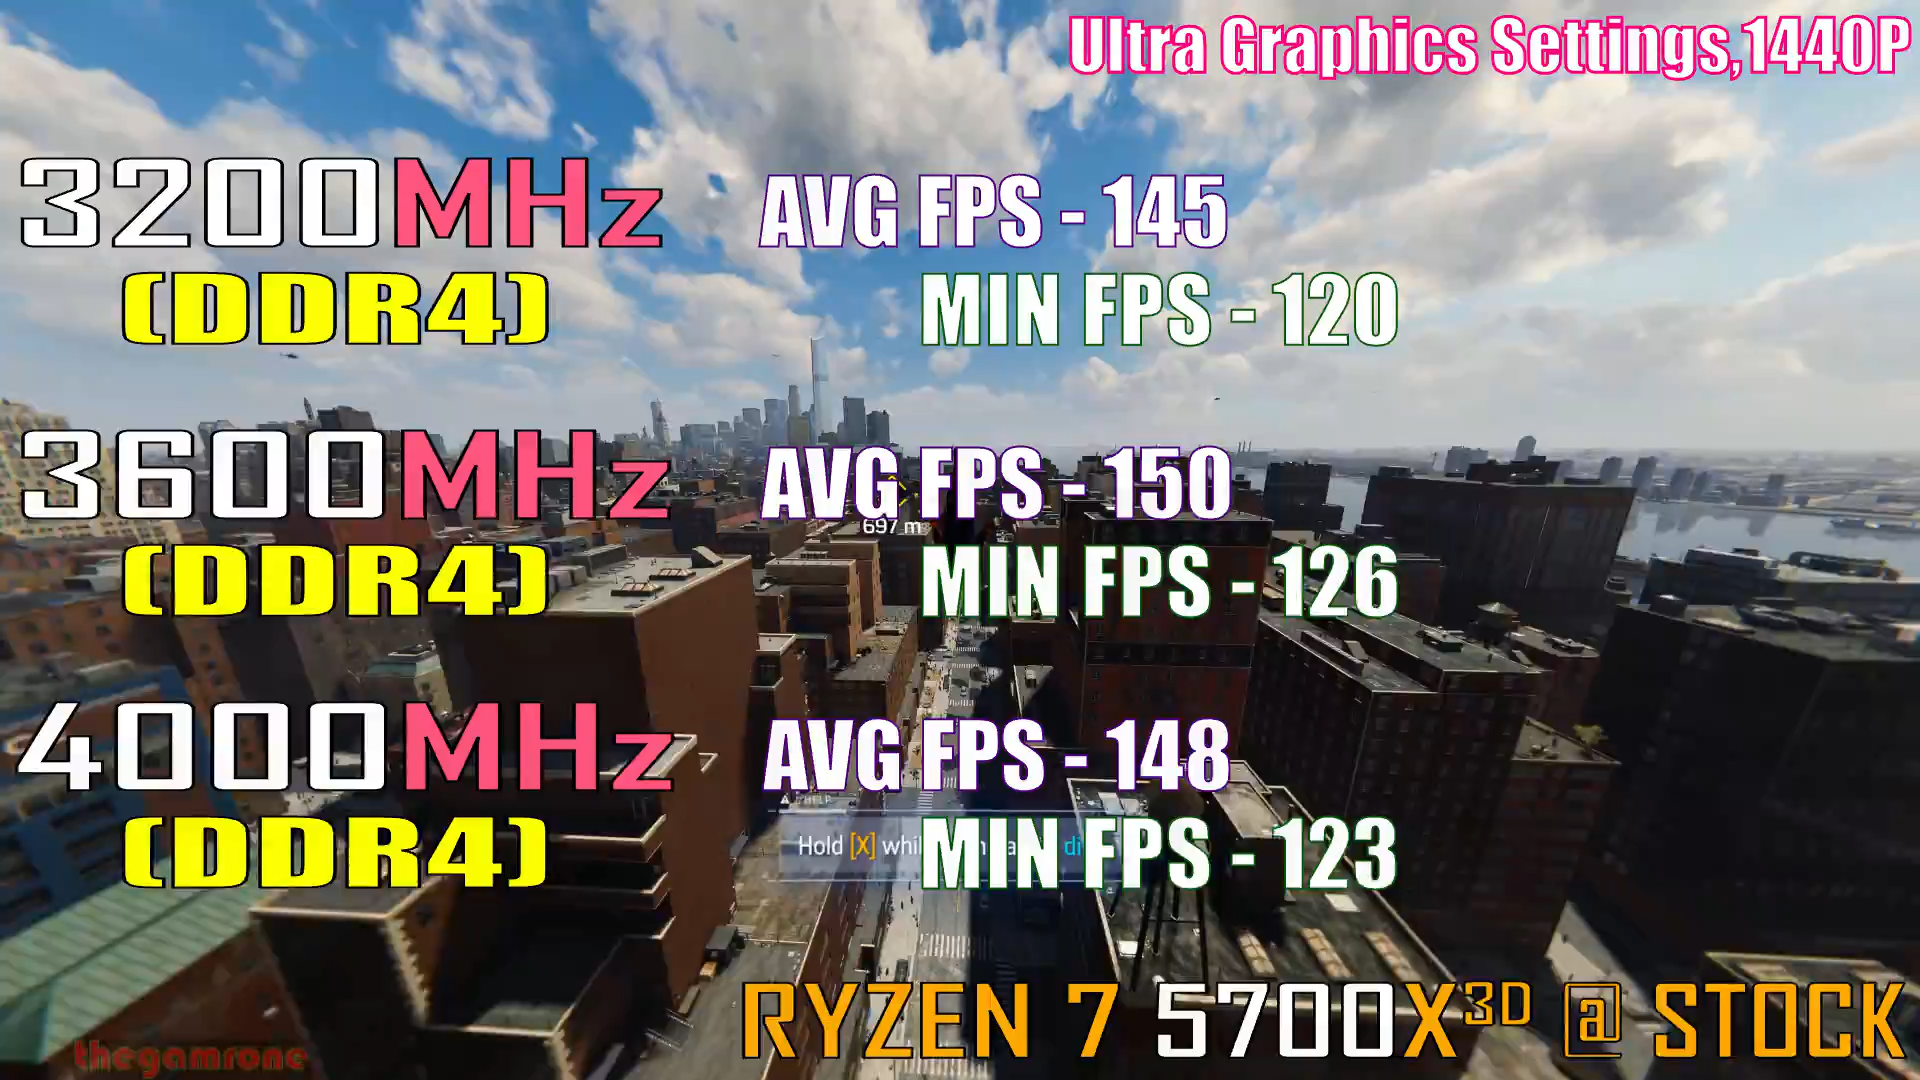 Ultra Graphics Settings,1440P
3200MHz AVG FPS - 145
(DDR4) MIN FPS - 120
3600MHz AVG FPS - 150
697 m
(DDR4) MIN FPS - 126
4000MHz AVG FPS - 148
HELP
(DDR4) MIN FPS - 123
Hold [X]
RYZEN 7 5700X3D @ STOCK
thegamrone